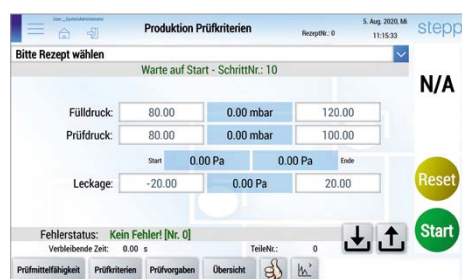 User:_SystemAdministrator
Produktion Prüfkriterien
RezeptNr.: 0
5. Aug. 2020, Mi
11:15:33
stepp
Bitte Rezept wählen
Warte auf Start - SchrittNr.: 10
N/A
Fülldruck: 80.00 0.00 mbar 120.00
Prüfdruck: 80.00 0.00 mbar 100.00
Start 0.00 Pa 0.00 Pa Ende
Leckage: -20.00 0.00 Pa 20.00
Reset
Start
Fehlerstatus: Kein Fehler! [Nr. 0]
Verbleibende Zeit: 0.00 s TeileNr.: 0
Prüfmittelfähigkeit Prüfkriterien Prüfvorgaben Übersicht